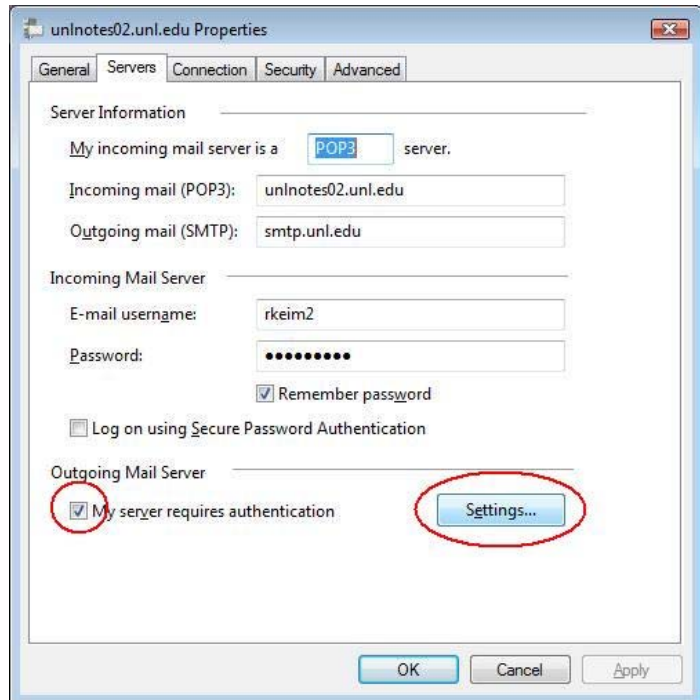 unlnotes02.unl.edu Properties
General Servers Connection Security Advanced
Server Information
My incoming mail server is a POP3 server.
Incoming mail (POP3): unlnotes02.unl.edu
Outgoing mail (SMTP): smtp.unl.edu
Incoming Mail Server
E-mail username: rkeim2
Password: ●●●●●●●●●
Remember password
Log on using Secure Password Authentication
Outgoing Mail Server
My server requires authentication Settings...
OK Cancel Apply